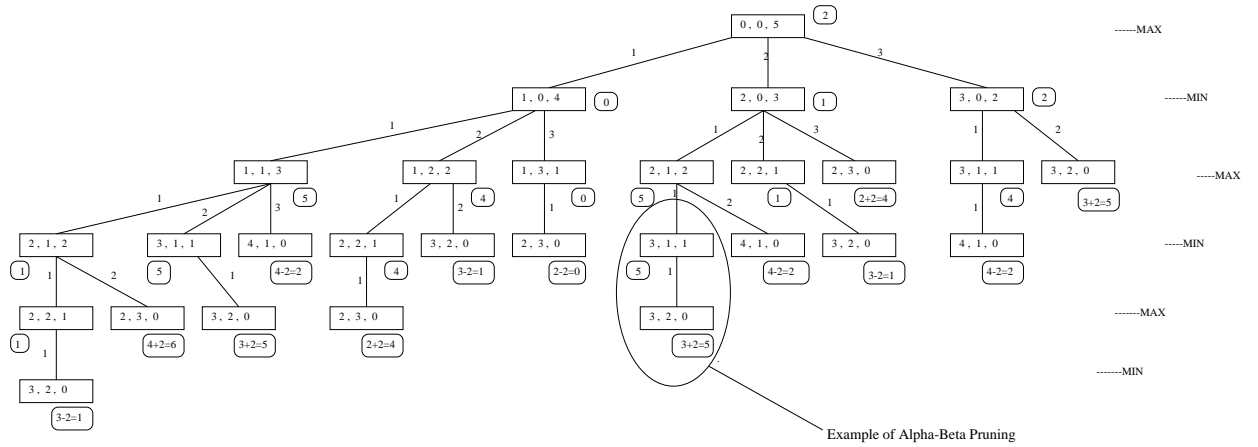 0, 0, 5
2
------MAX
1
2
3
1, 0, 4
0
2, 0, 3
1
3, 0, 2
2
------MIN
1
2
3
1
2
3
1
2
1, 1, 3
5
1, 2, 2
4
1, 3, 1
0
2, 1, 2
5
2, 2, 1
1
2, 3, 0
2+2=4
3, 1, 1
4
3, 2, 0
3+2=5
------MAX
1
2
3
1
2
1
1
2
1
1
2, 1, 2
1
3, 1, 1
5
4, 1, 0
4-2=2
2, 2, 1
4
3, 2, 0
3-2=1
2, 3, 0
2-2=0
3, 1, 1
5
4, 1, 0
4-2=2
3, 2, 0
3-2=1
4, 1, 0
4-2=2
------MIN
1
2
1
1
1
2, 2, 1
1
2, 3, 0
4+2=6
3, 2, 0
3+2=5
2, 3, 0
2+2=4
3, 2, 0
3+2=5
------MAX
1
3, 2, 0
3-2=1
-------MIN
Example of Alpha-Beta Pruning